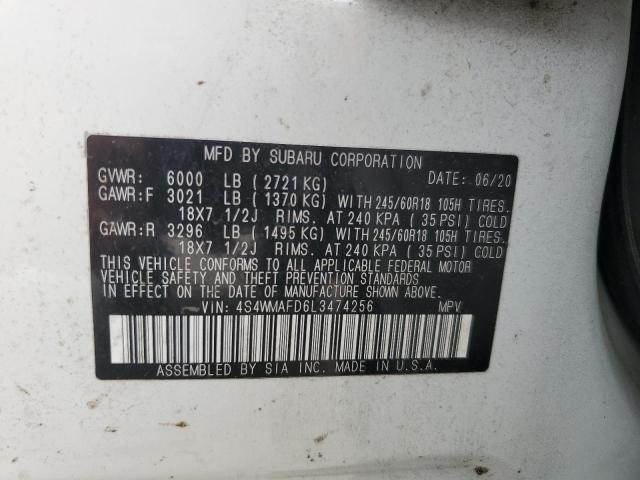 MFD BY SUBARU CORPORATION
GVWR: 6000 LB ( 2721 KG) DATE: 06/20
GAWR:F 3021 LB ( 1370 KG) WITH 245/60R18 105H TIRES.
18X7 1/2J RIMS. AT 240 KPA ( 35 PSI) COLD
GAWR:R 3296 LB ( 1495 KG) WITH 245/60R18 105H TIRES.
18X7 1/2J RIMS. AT 240 KPA ( 35 PSI) COLD
THIS VEHICLE CONFORMS TO ALL APPLICABLE FEDERAL MOTOR
VEHICLE SAFETY AND THEFT PREVENTION STANDARDS
IN EFFECT ON THE DATE OF MANUFACTURE SHOWN ABOVE.
VIN: 4S4WMAFD6L3474256 MPV
ASSEMBLED BY SIA INC. MADE IN U.S.A.